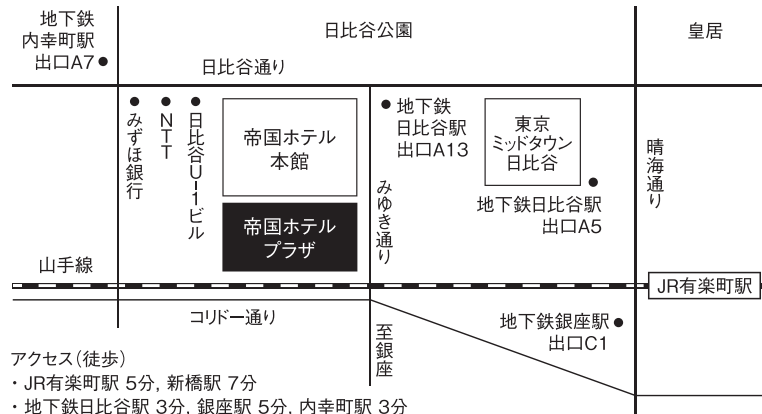 地下鉄
内幸町駅
出口A7
日比谷公園
皇居
日比谷通り
みずほ銀行
NTT
日比谷U-1ビル
帝国ホテル
本館
帝国ホテル
プラザ
地下鉄
日比谷駅
出口A13
みゆき通り
東京
ミッドタウン
日比谷
地下鉄日比谷駅
出口A5
晴海通り
山手線
JR有楽町駅
コリドー通り
至銀座
地下鉄銀座駅
出口C1
アクセス(徒歩)
・JR有楽町駅 5分, 新橋駅 7分
・地下鉄日比谷駅 3分, 銀座駅 5分, 内幸町駅 3分